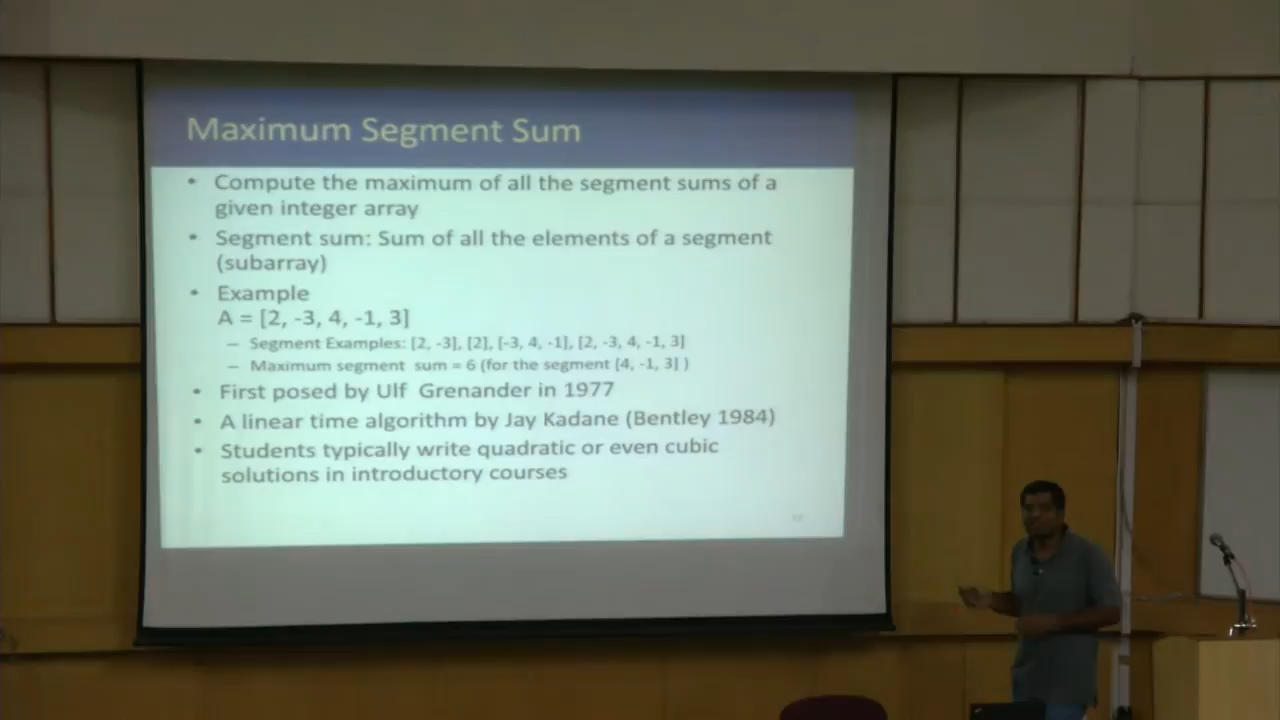 Maximum Segment Sum
• Compute the maximum of all the segment sums of a
given integer array
• Segment sum: Sum of all the elements of a segment
(subarray)
• Example
A = [2, -3, 4, -1, 3]
– Segment Examples: [2, -3], [2], [-3, 4, -1], [2, -3, 4, -1, 3]
– Maximum segment sum = 6 (for the segment [4, -1, 3] )
• First posed by Ulf Grenander in 1977
• A linear time algorithm by Jay Kadane (Bentley 1984)
• Students typically write quadratic or even cubic
solutions in introductory courses